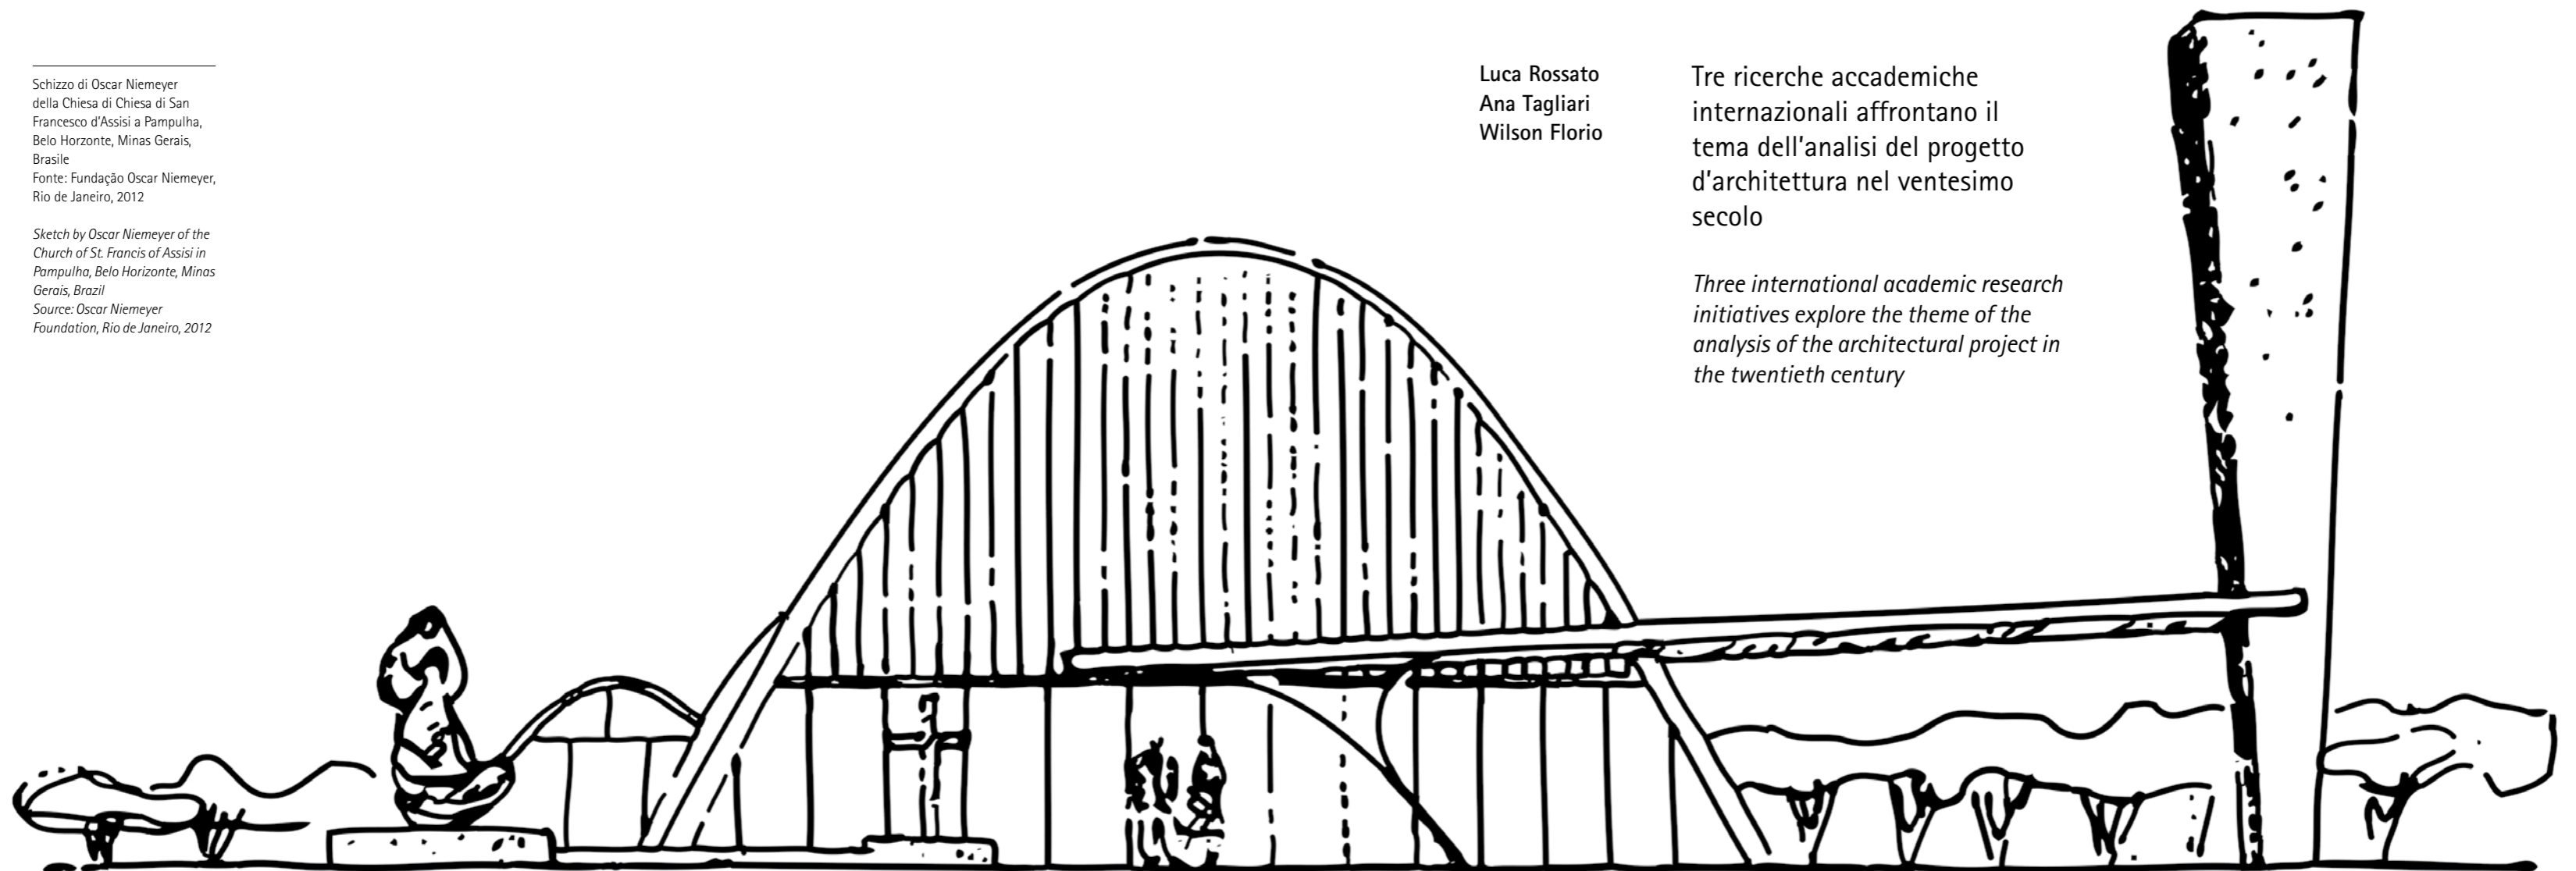 Schizzo di Oscar Niemeyer
della Chiesa di Chiesa di San
Francesco d'Assisi a Pampulha,
Belo Horzonte, Minas Gerais,
Brasile
Fonte: Fundação Oscar Niemeyer,
Rio de Janeiro, 2012
Sketch by Oscar Niemeyer of the
Church of St. Francis of Assisi in
Pampulha, Belo Horizonte, Minas
Gerais, Brazil
Source: Oscar Niemeyer
Foundation, Rio de Janeiro, 2012
Luca Rossato
Ana Tagliari
Wilson Florio
Tre ricerche accademiche
internazionali affrontano il
tema dell'analisi del progetto
d'architettura nel ventesimo
secolo
Three international academic research
initiatives explore the theme of the
analysis of the architectural project in
the twentieth century